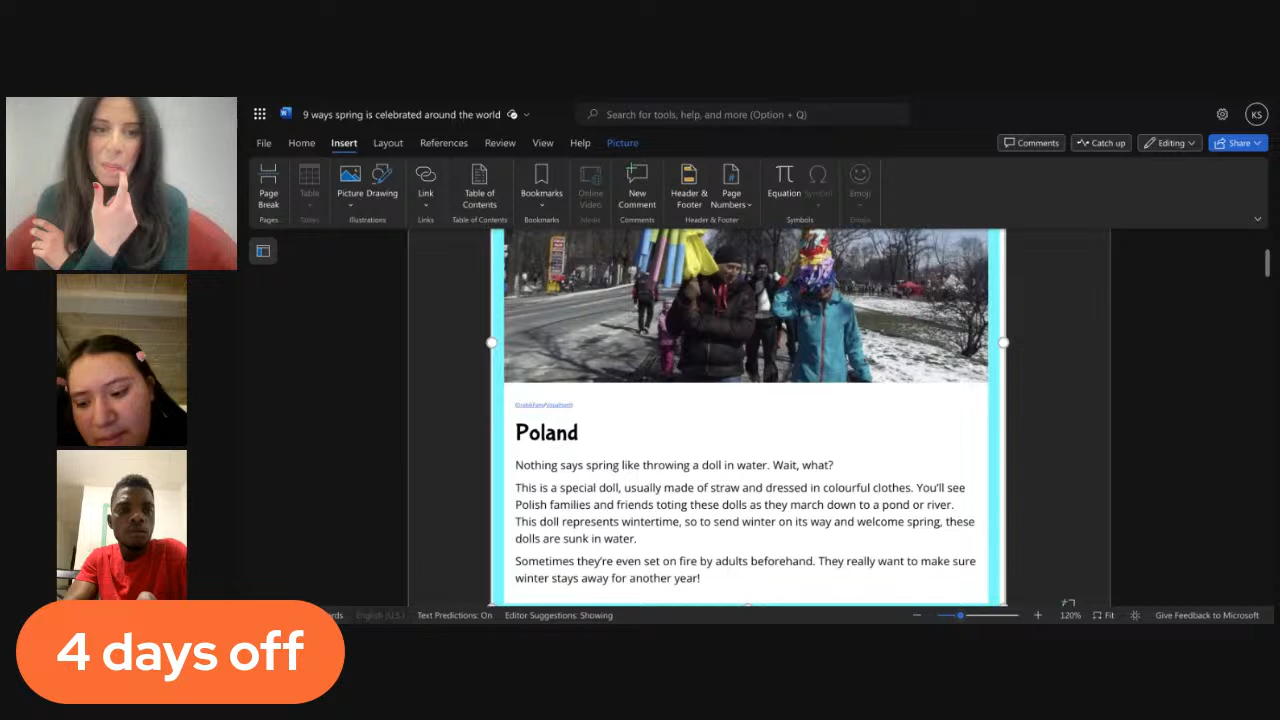 9 ways spring is celebrated around the world
Search for tools, help, and more (Option + Q)
KS
File Home Insert Layout References Review View Help Picture
Comments Catch up Editing Share
Page Break
Table
Picture Drawing
Link
Table of Contents
Bookmarks
Online Video
New Comment
Header & Footer
Page Numbers
Equation Symbol
Emoji
Pages Tables Illustrations Links Table of Contents Bookmarks Media Comments Header & Footer Symbols Emojis
Poland
Nothing says spring like throwing a doll in water. Wait, what?
This is a special doll, usually made of straw and dressed in colourful clothes. You'll see
Polish families and friends toting these dolls as they march down to a pond or river.
This doll represents wintertime, so to send winter on its way and welcome spring, these
dolls are sunk in water.
Sometimes they're even set on fire by adults beforehand. They really want to make sure
winter stays away for another year!
English (U.S.) Text Predictions: On Editor Suggestions: Showing 120% Fit Give Feedback to Microsoft
4 days off